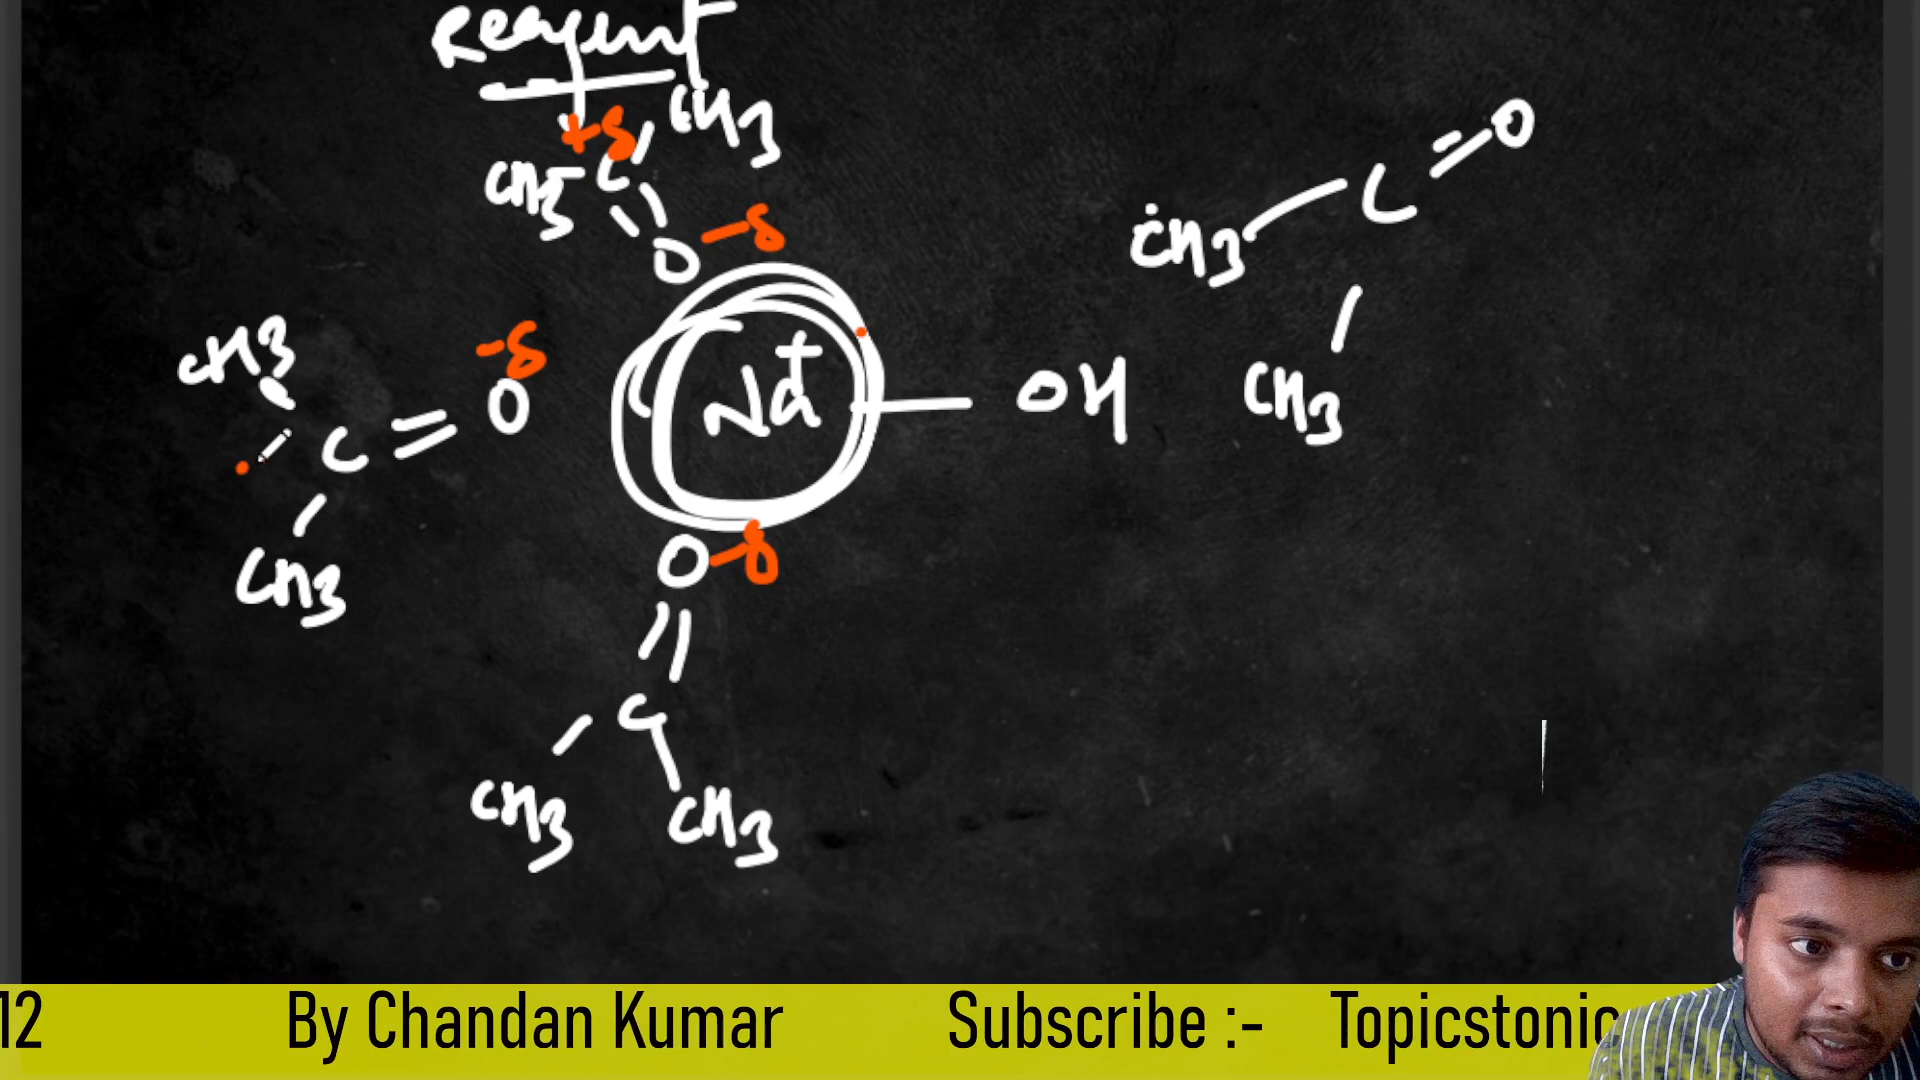 Reagent
+δ CH3
CH3 - C
O -δ
CH3
C = O -δ
CH3
Na+ — OH
O -δ
C
CH3 CH3
CH3 C = O
CH3
12 By Chandan Kumar Subscribe :- Topicstonic